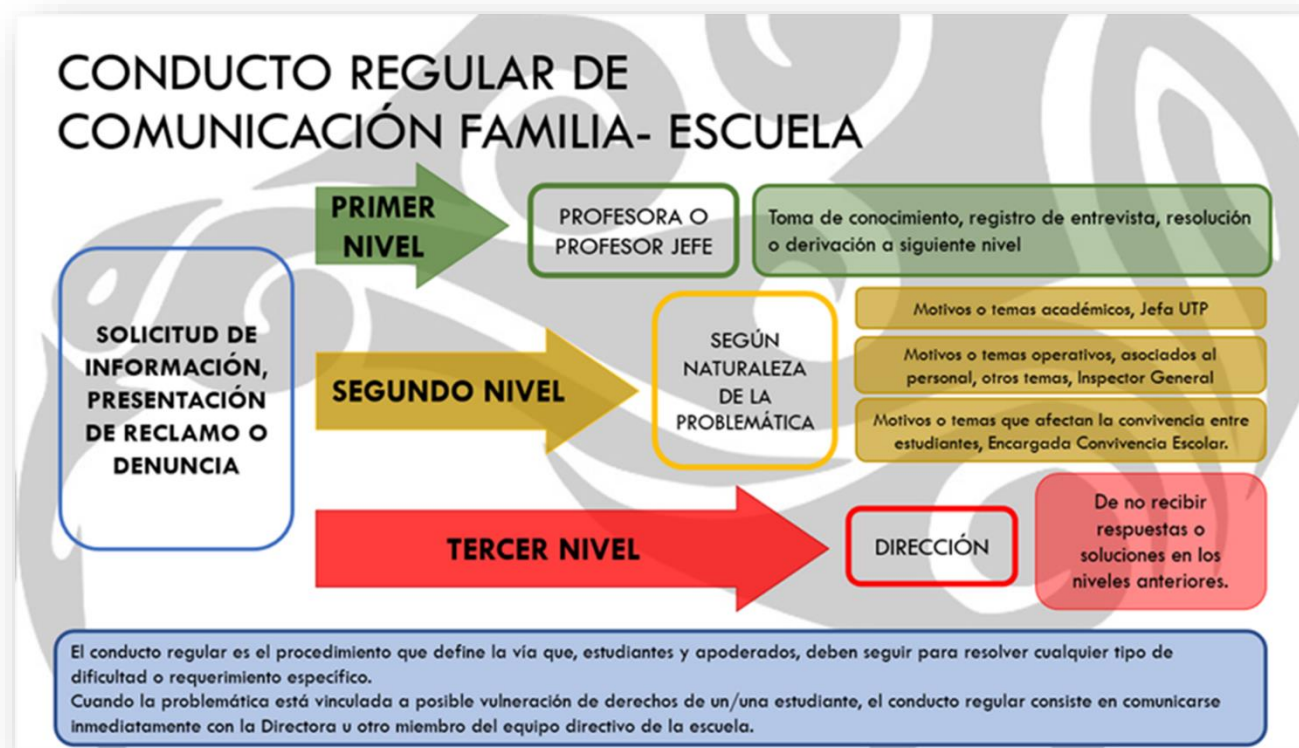 CONDUCTO REGULAR DE
COMUNICACIÓN FAMILIA- ESCUELA
SOLICITUD DE
INFORMACIÓN,
PRESENTACIÓN
DE RECLAMO O
DENUNCIA
PRIMER
NIVEL
PROFESORA O
PROFESOR JEFE
Toma de conocimiento, registro de entrevista, resolución
o derivación a siguiente nivel
SEGUNDO NIVEL
SEGÚN
NATURALEZA
DE LA
PROBLEMÁTICA
Motivos o temas académicos, Jefa UTP
Motivos o temas operativos, asociados al
personal, otros temas, Inspector General
Motivos o temas que afectan la convivencia entre
estudiantes, Encargada Convivencia Escolar.
TERCER NIVEL
DIRECCIÓN
De no recibir
respuestas o
soluciones en los
niveles anteriores.
El conducto regular es el procedimiento que define la vía que, estudiantes y apoderados, deben seguir para resolver cualquier tipo de
dificultad o requerimiento específico.
Cuando la problemática está vinculada a posible vulneración de derechos de un/una estudiante, el conducto regular consiste en comunicarse
inmediatamente con la Directora u otro miembro del equipo directivo de la escuela.